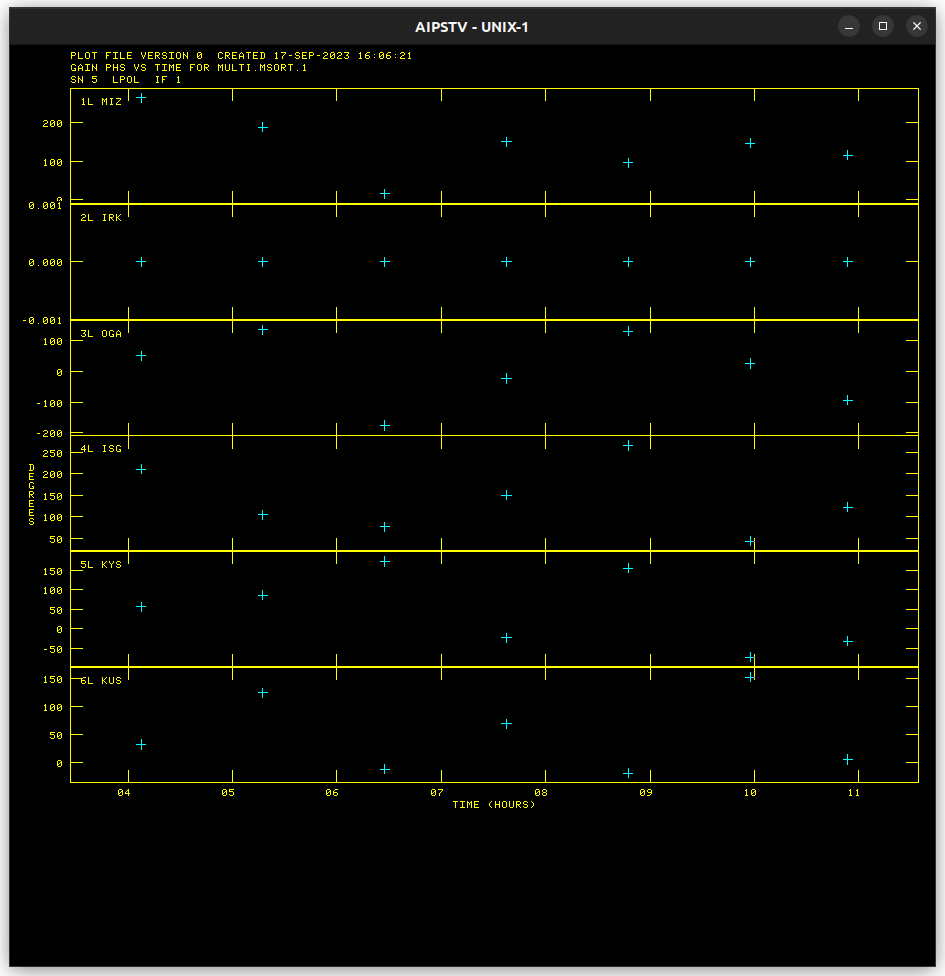 AIPSTV - UNIX-1
PLOT FILE VERSION 0 CREATED 17-SEP-2023 16:06:21
GAIN PHS VS TIME FOR MULTI.MSORT.1
SN 5 LPOL IF 1
1L MIZ
200
100
0
0.001
2L IRK
0.000
-0.001
3L OGA
100
0
-100
-200
4L ISG
250
200
150
100
50
DEGREES
5L KYS
150
100
50
0
-50
6L KUS
150
100
50
0
04 05 06 07 08 09 10 11
TIME (HOURS)